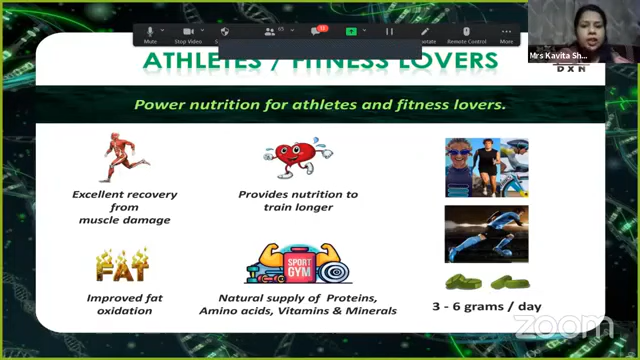 Mute
Stop Video
65
Remote Control
More
Mrs Kavita Sh...
DXN
ATHLETES / FITNESS LOVERS
Power nutrition for athletes and fitness lovers.
Excellent recovery
from
muscle damage
Provides nutrition to
train longer
FAT
SPORT
GYM
Improved fat
oxidation
Natural supply of Proteins,
Amino acids, Vitamins & Minerals
3 - 6 grams / day
zoom